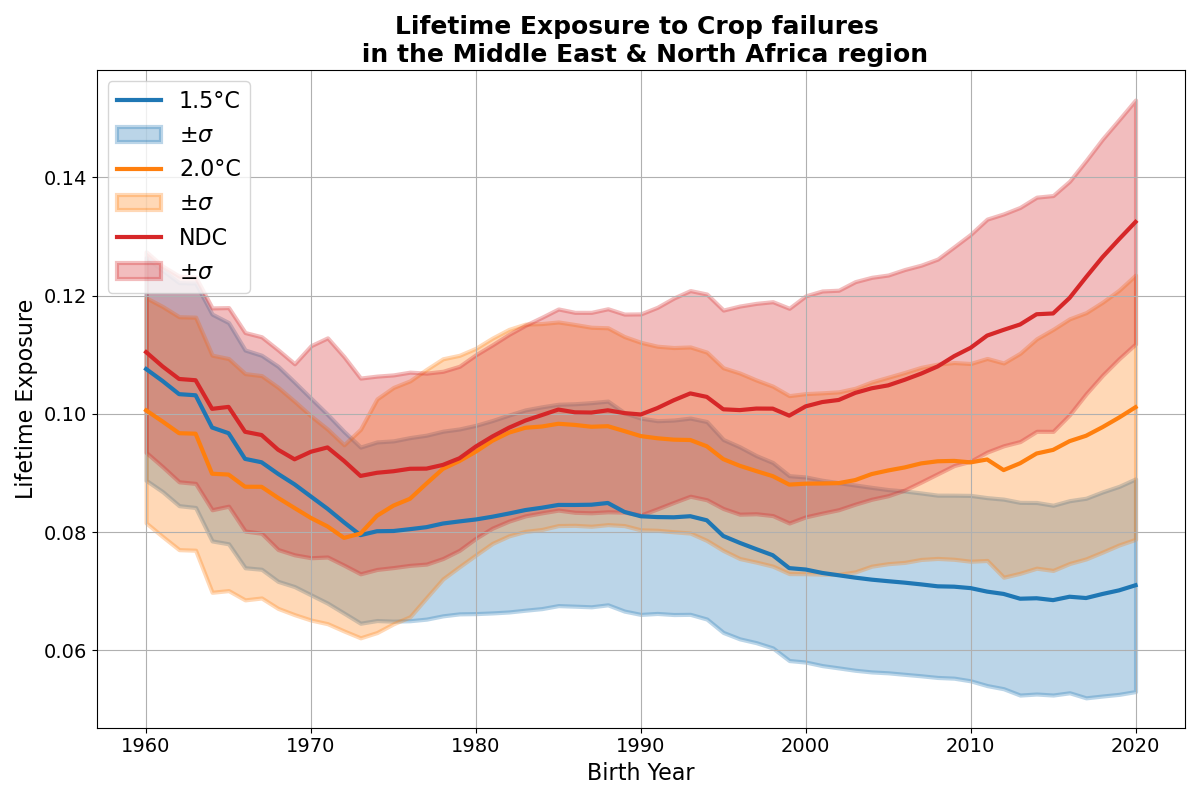 Lifetime Exposure to Crop failures
in the Middle East & North Africa region
1.5°C
±σ
2.0°C
±σ
NDC
±σ
Lifetime Exposure
0.14
0.12
0.10
0.08
0.06
1960 1970 1980 1990 2000 2010 2020
Birth Year